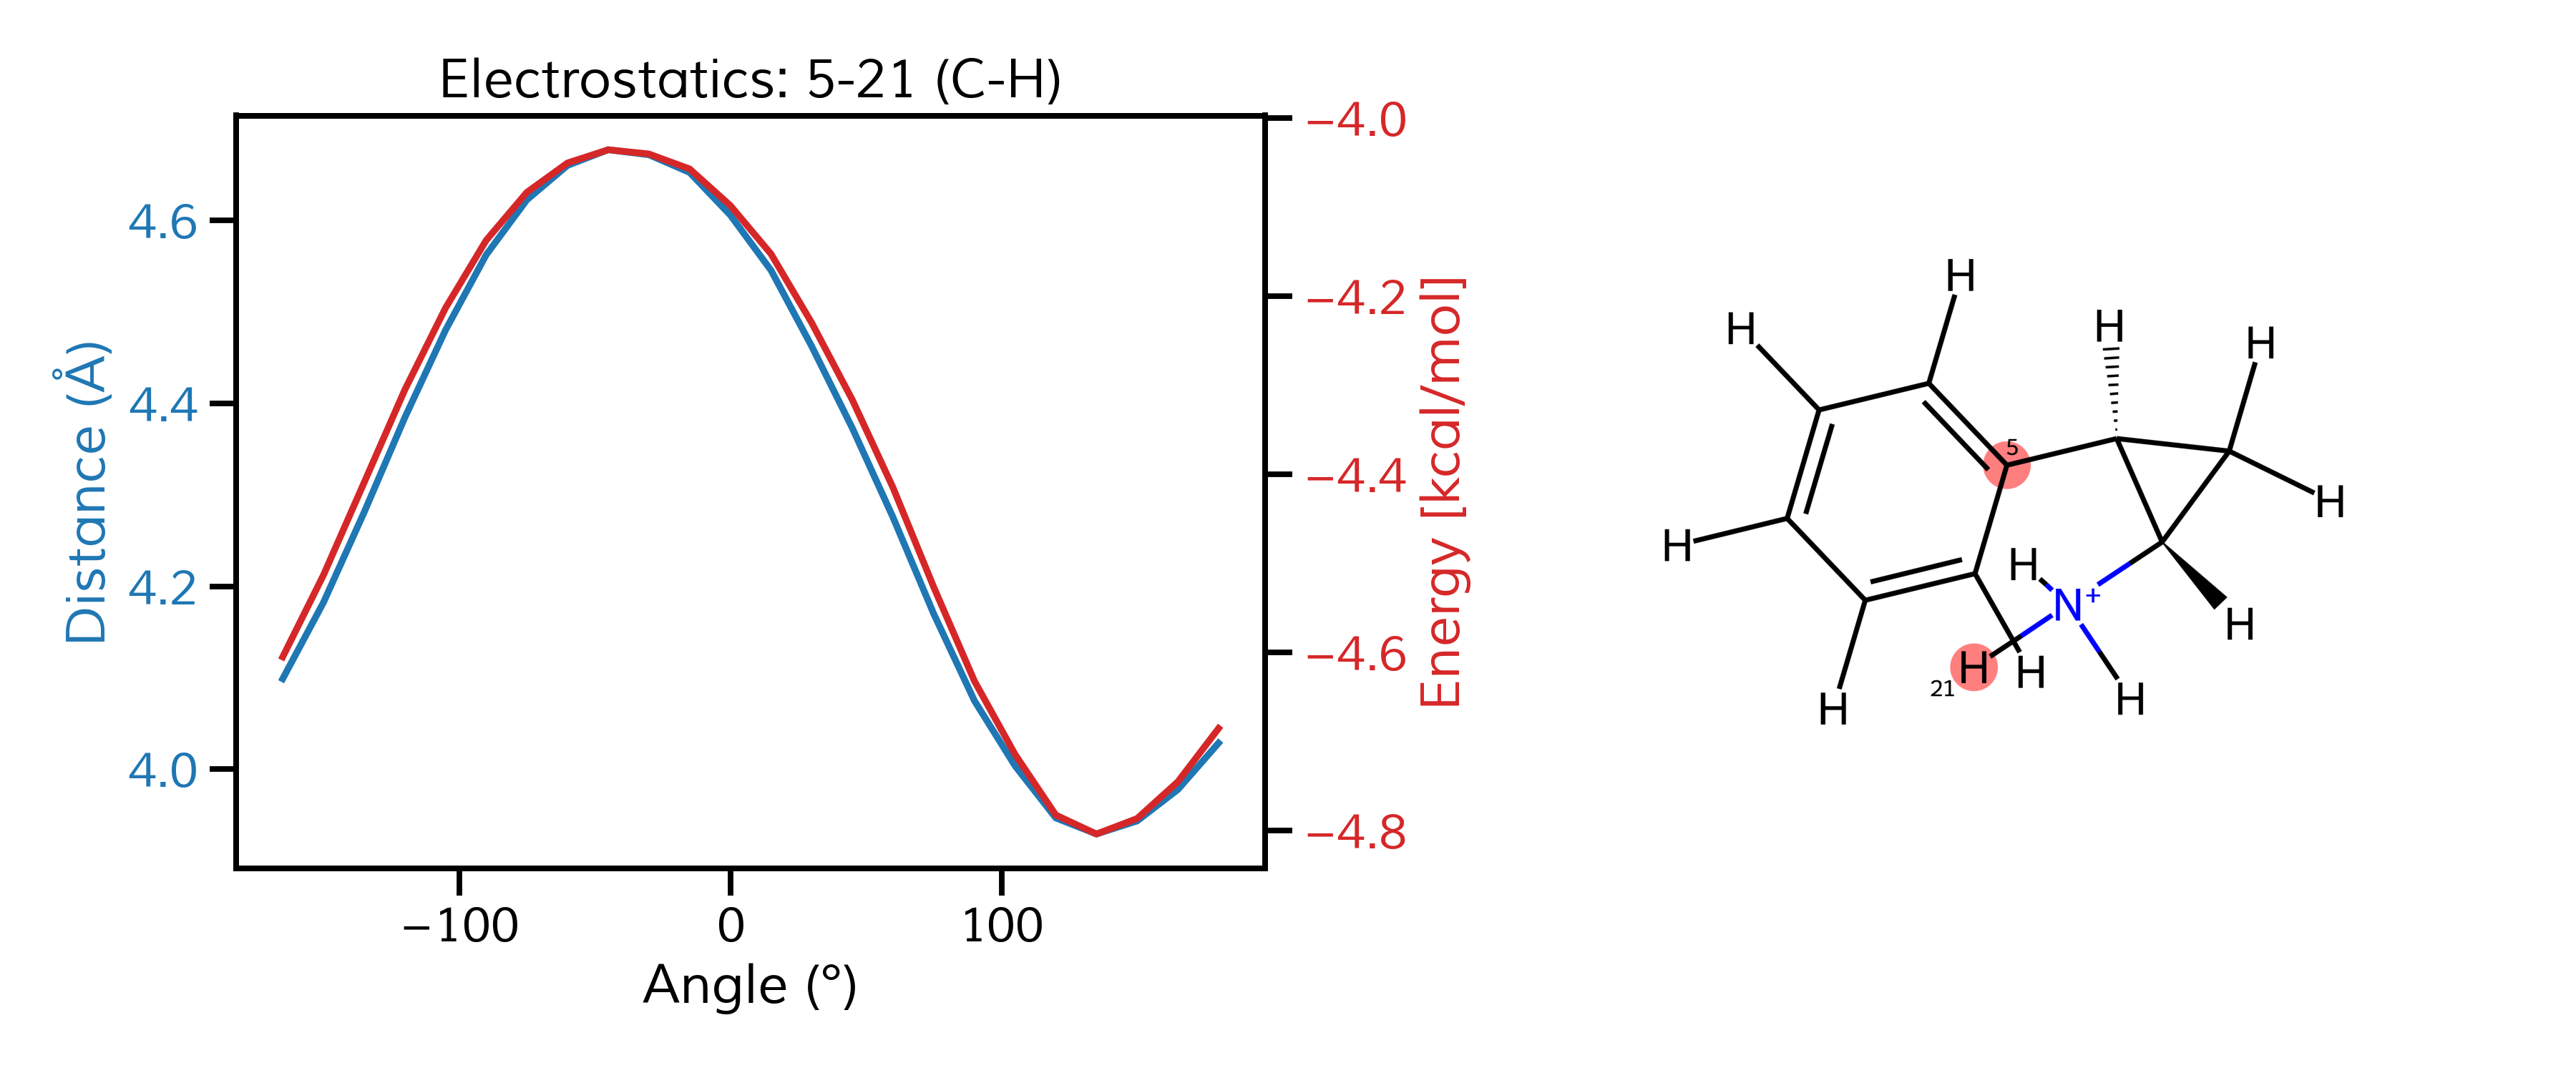 Electrostatics: 5-21 (C-H)
Distance (Å)
4.6
4.4
4.2
4.0
−4.0
−4.2
−4.4
−4.6
−4.8
Energy [kcal/mol]
−100
0
100
Angle (°)
H
H
H
H
H
5
H
H
H
N+
H
H
H
21
H
H